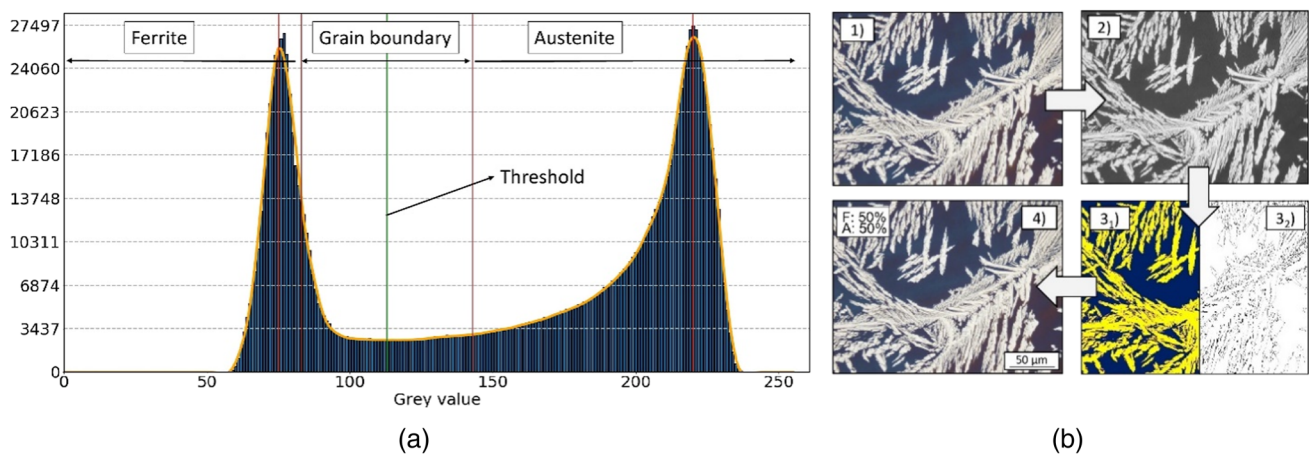 27497
24060
20623
17186
13748
10311
6874
3437
0
Ferrite
Grain boundary
Austenite
Threshold
0 50 100 150 200 250
Grey value
(a)
1)
2)
F: 50%
A: 50%
4)
3₁)
3₂)
50 µm
(b)